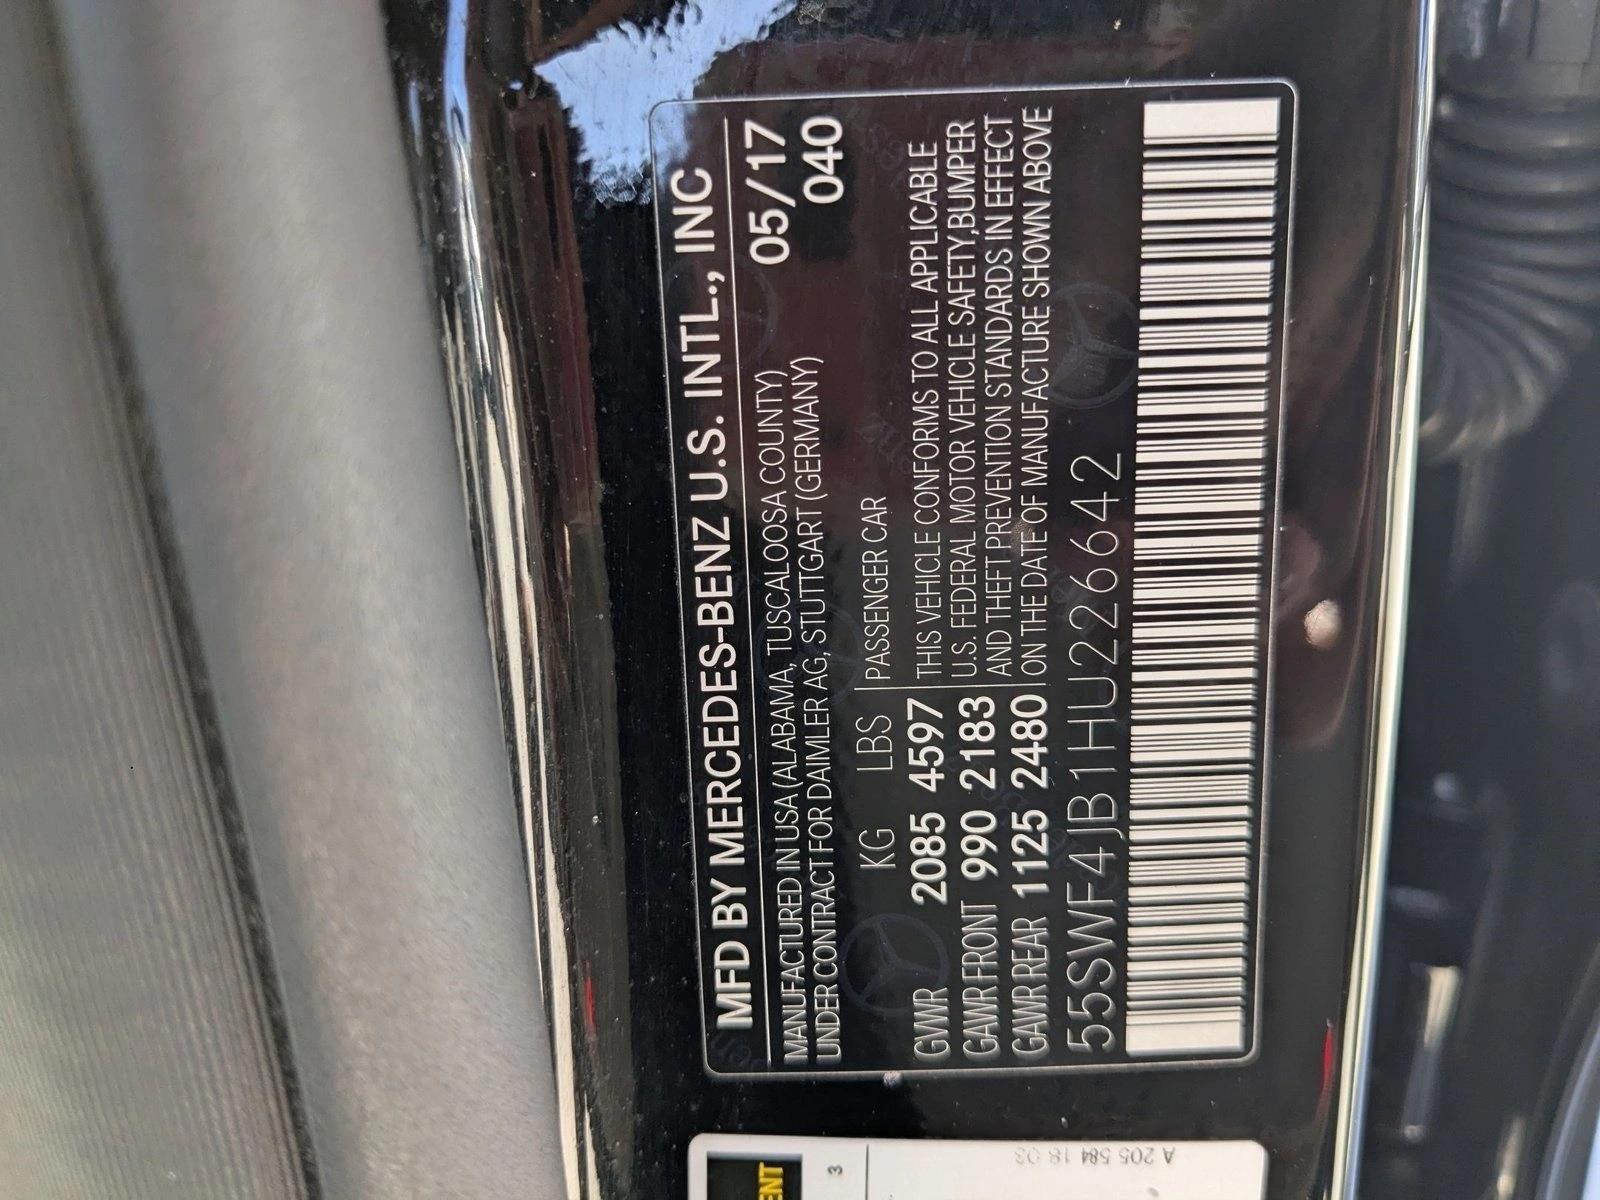 MFD BY MERCEDES-BENZ U.S. INTL., INC
MANUFACTURED IN USA (ALABAMA, TUSCALOOSA COUNTY) 05/17
UNDER CONTRACT FOR DAIMLER AG, STUTTGART (GERMANY) 040
KG LBS PASSENGER CAR
GVWR 2085 4597 THIS VEHICLE CONFORMS TO ALL APPLICABLE
GAWR FRONT 990 2183 U.S. FEDERAL MOTOR VEHICLE SAFETY,BUMPER
GAWR REAR 1125 2480 AND THEFT PREVENTION STANDARDS IN EFFECT
ON THE DATE OF MANUFACTURE SHOWN ABOVE
55SWF4JB1HU226642
3
A 205 584 18 03